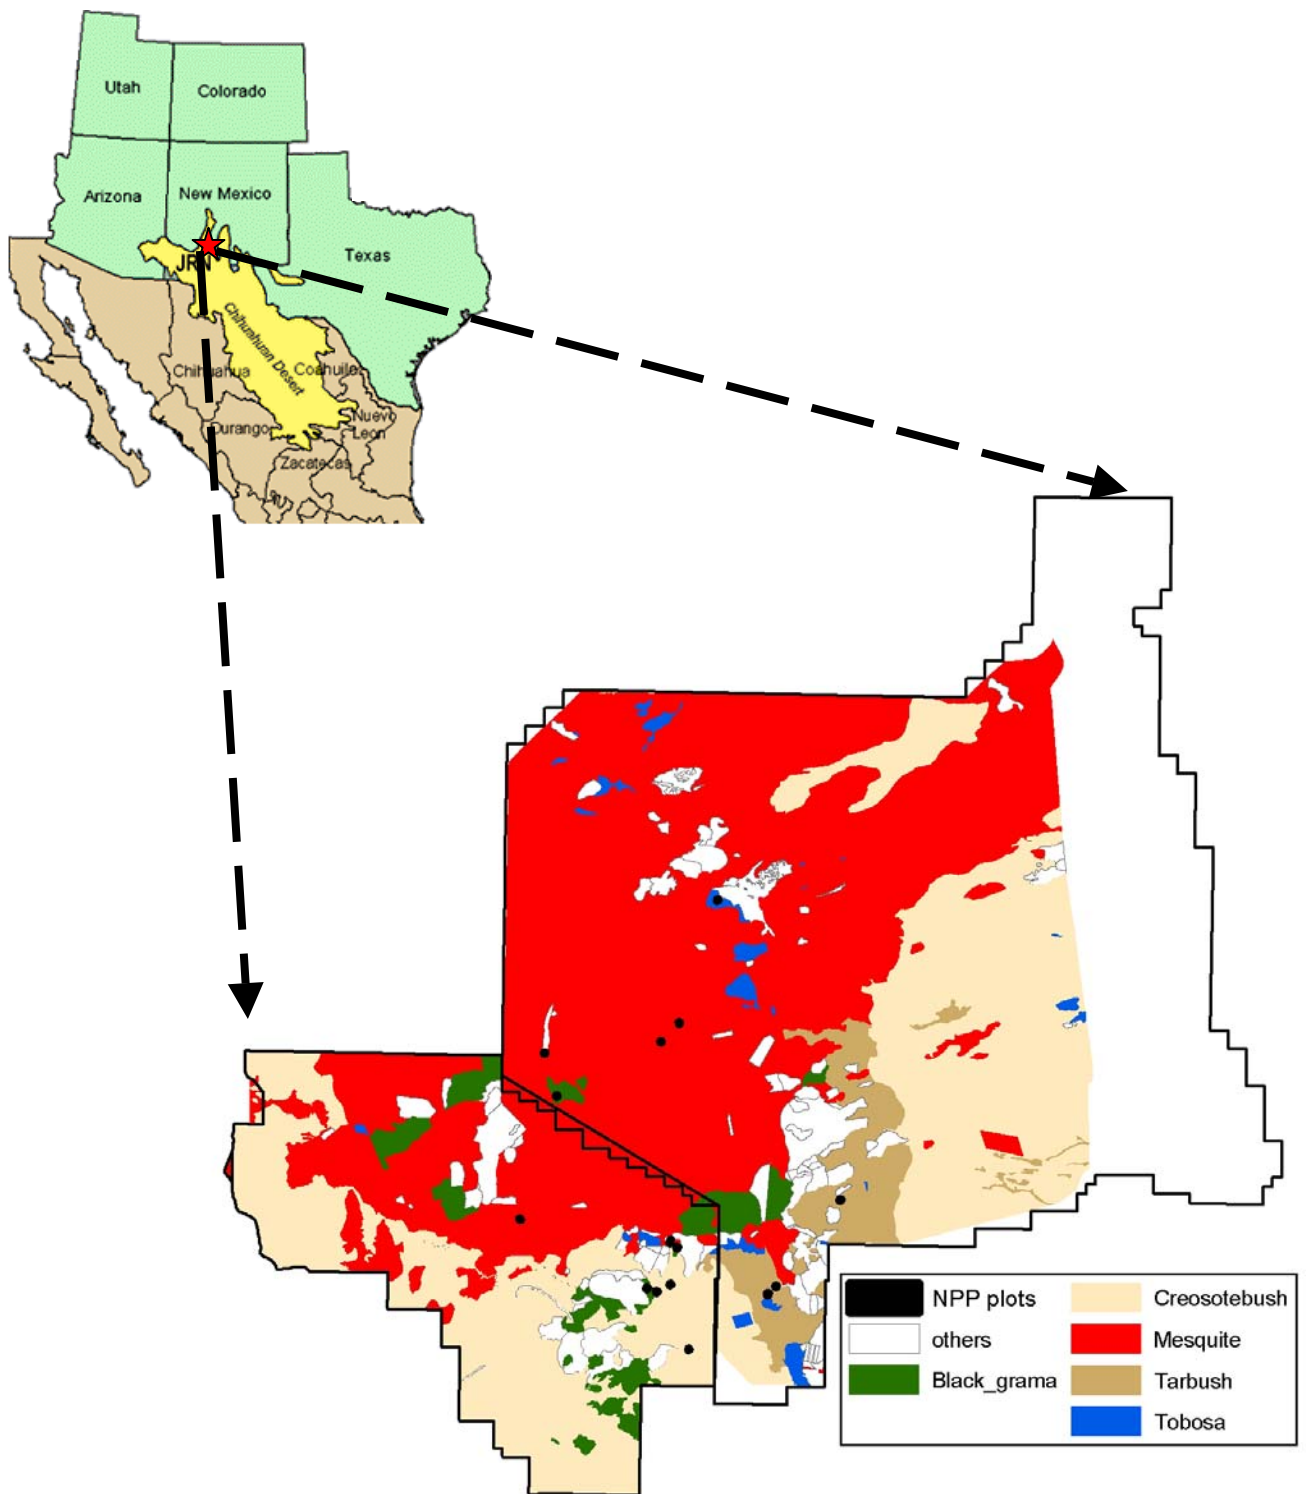 Utah
Colorado
Arizona
New Mexico
Texas
JRN
Chihuahuan Desert
Chihuahua
Coahuila
Nuevo
Leon
Durango
Zacatecas
NPP plots
others
Black_grama
Creosotebush
Mesquite
Tarbush
Tobosa